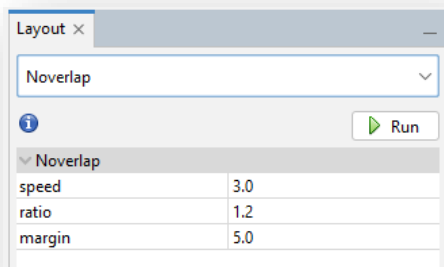 Layout
Noverlap
Run
Noverlap
speed 3.0
ratio 1.2
margin 5.0